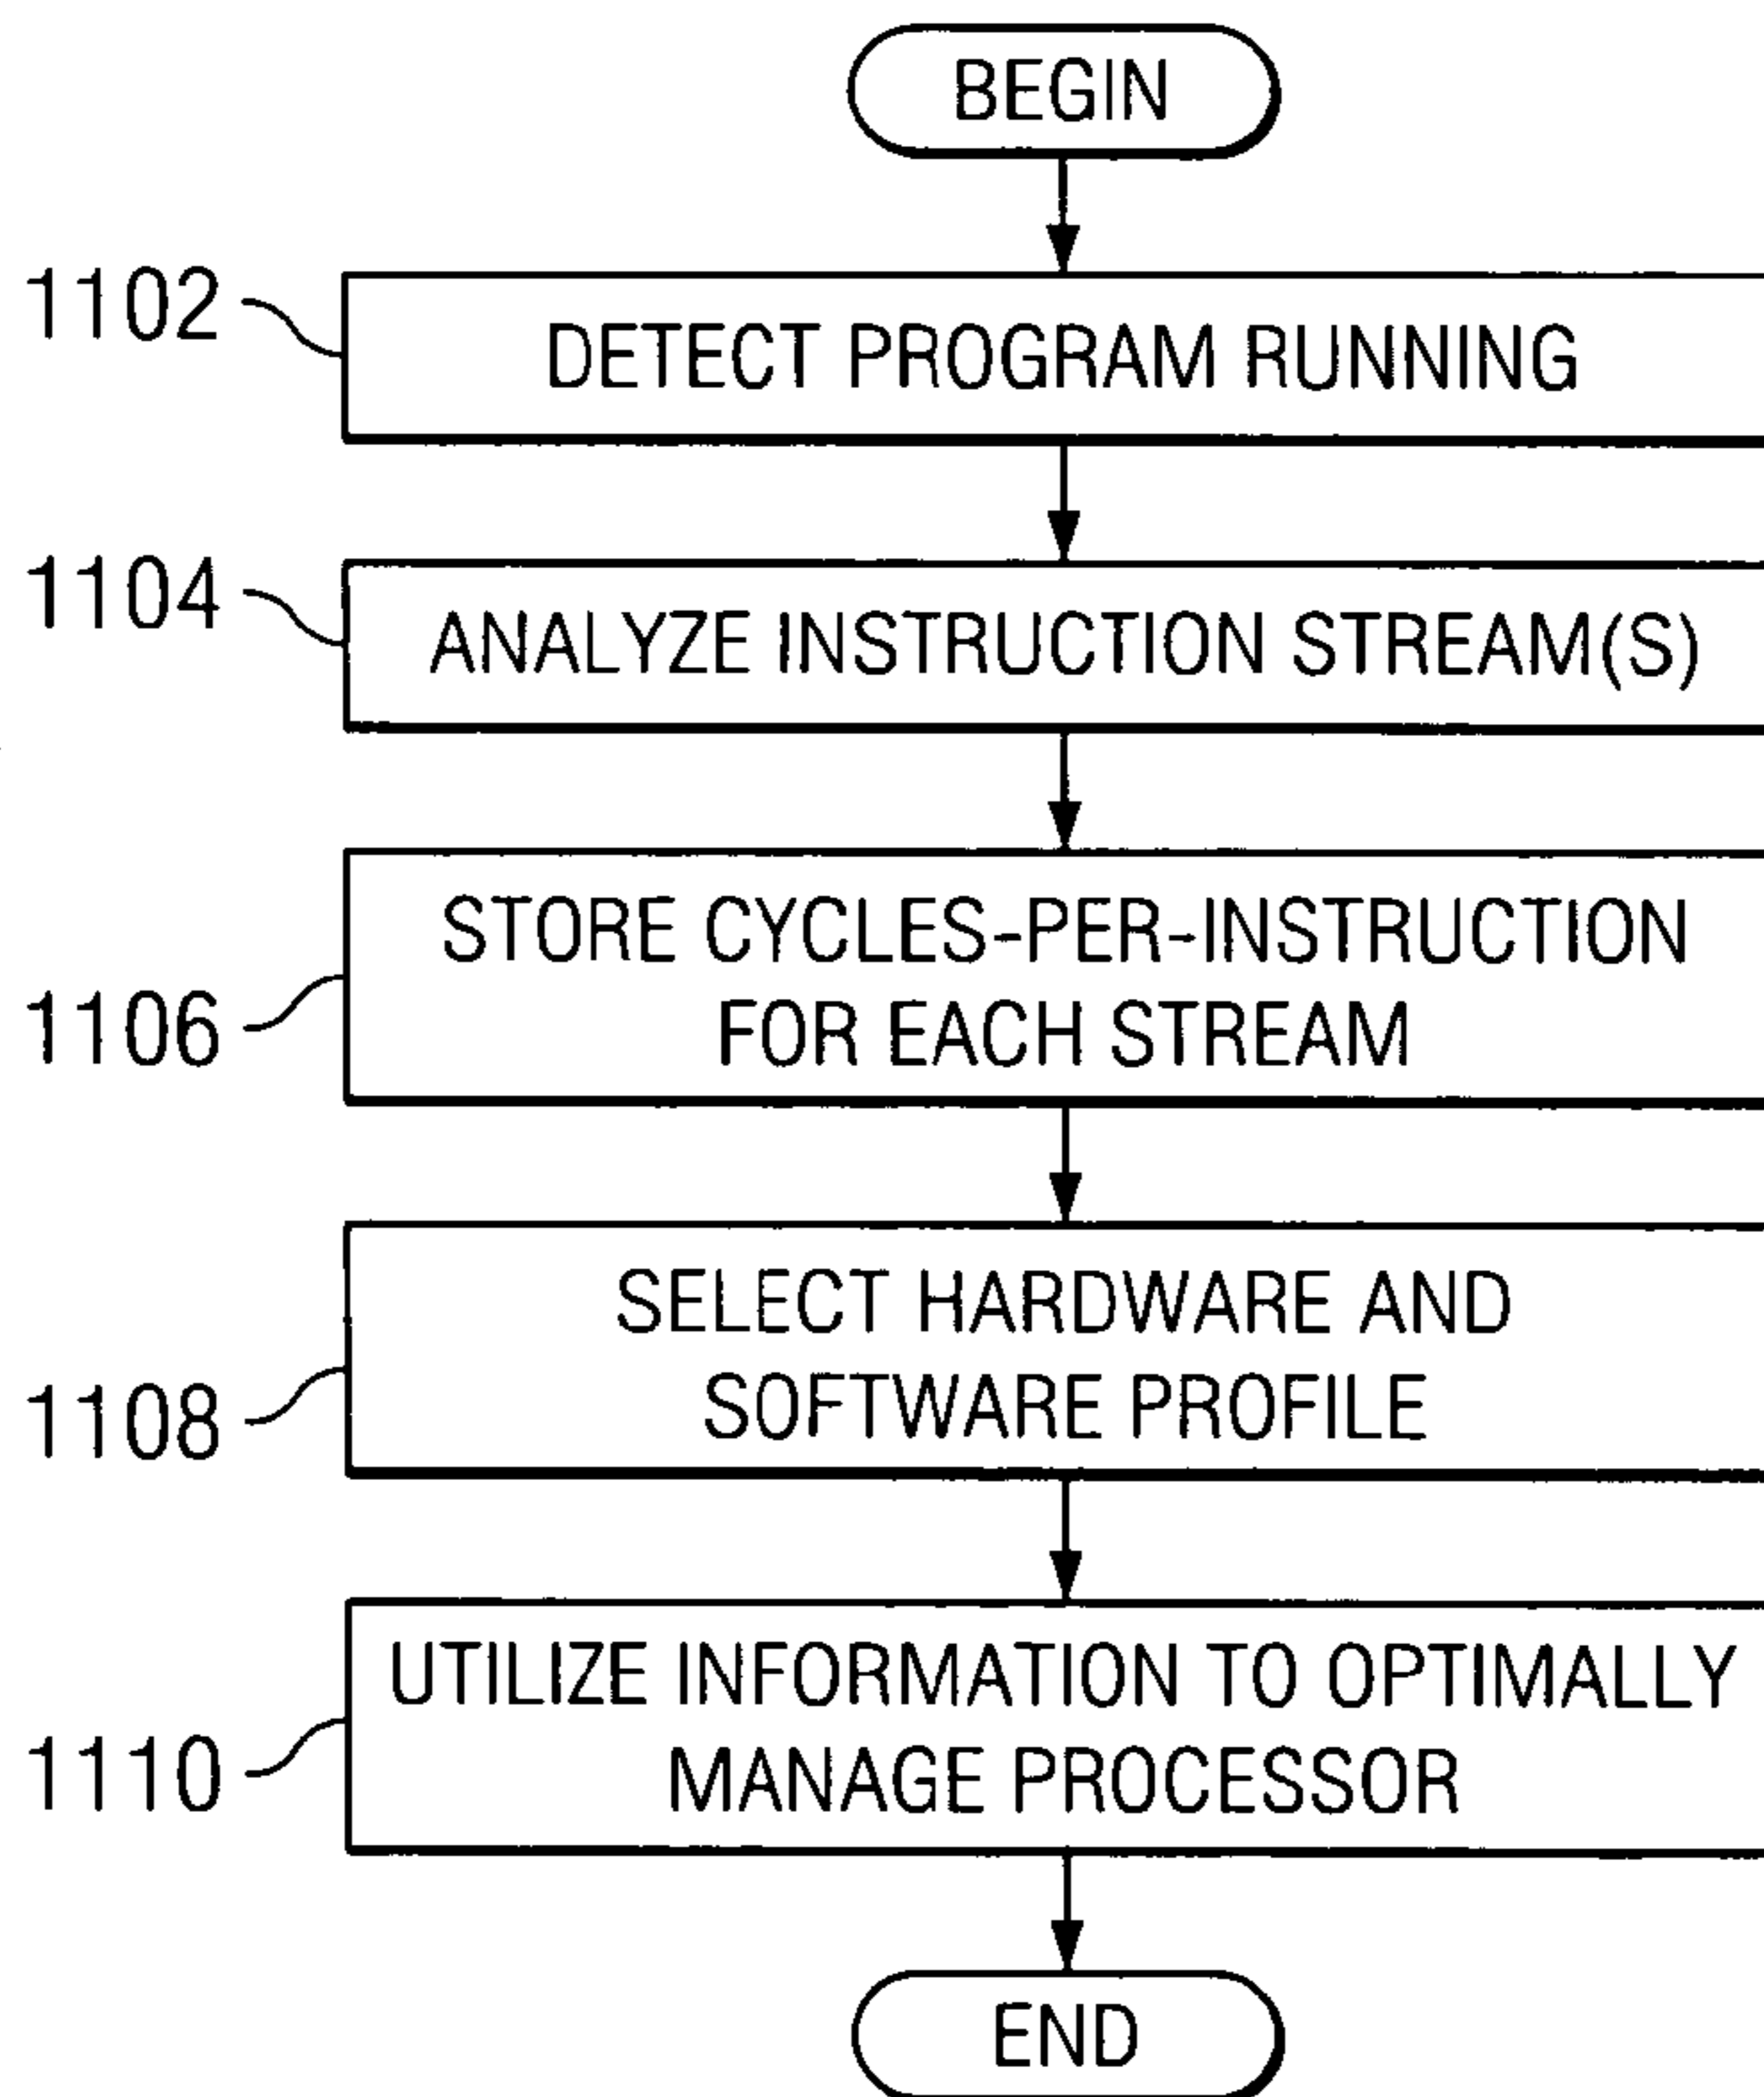 BEGIN
1102
DETECT PROGRAM RUNNING
1104
ANALYZE INSTRUCTION STREAM(S)
1106
STORE CYCLES-PER-INSTRUCTION
FOR EACH STREAM
1108
SELECT HARDWARE AND
SOFTWARE PROFILE
1110
UTILIZE INFORMATION TO OPTIMALLY
MANAGE PROCESSOR
END